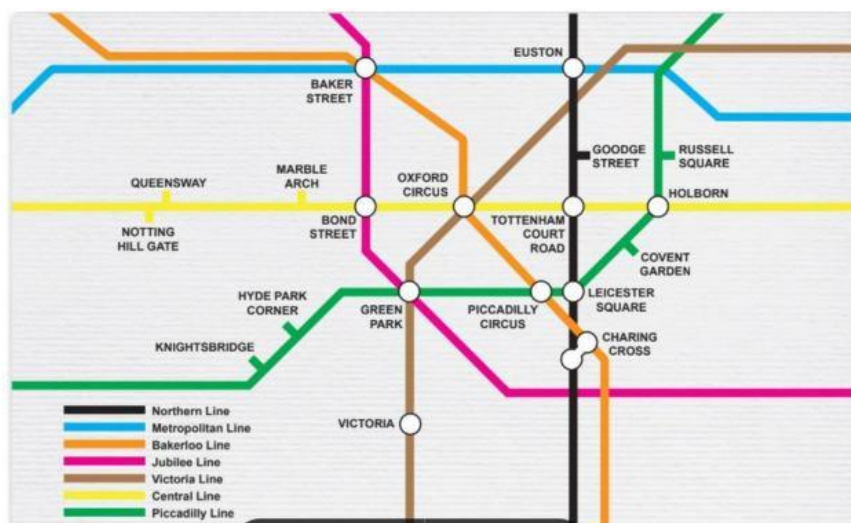 EUSTON
BAKER
STREET
GOODGE
STREET
RUSSELL
SQUARE
MARBLE
ARCH
QUEENSWAY
OXFORD
CIRCUS
HOLBORN
NOTTING
HILL GATE
BOND
STREET
TOTTENHAM
COURT
ROAD
COVENT
GARDEN
HYDE PARK
CORNER
GREEN
PARK
PICCADILLY
CIRCUS
LEICESTER
SQUARE
KNIGHTSBRIDGE
CHARING
CROSS
VICTORIA
Northern Line
Metropolitan Line
Bakerloo Line
Jubilee Line
Victoria Line
Central Line
Piccadilly Line